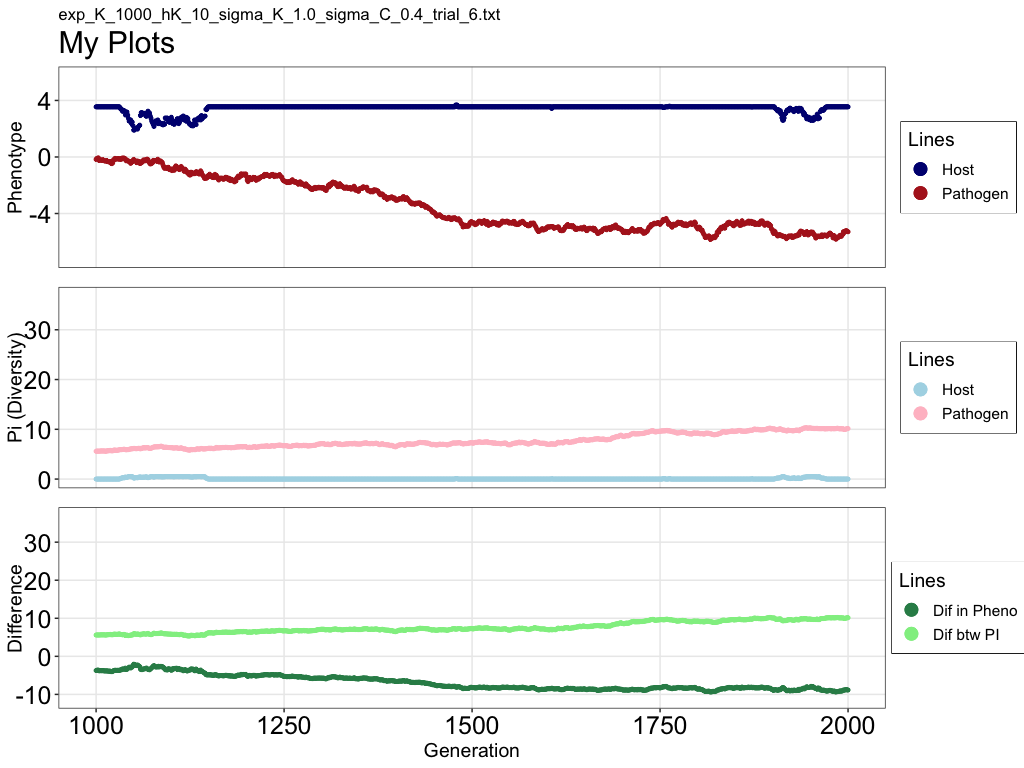 exp_K_1000_hK_10_sigma_K_1.0_sigma_C_0.4_trial_6.txt
My Plots
Phenotype
4
0
-4
Lines
Host
Pathogen
Pi (Diversity)
30
20
10
0
Lines
Host
Pathogen
Difference
30
20
10
0
-10
Lines
Dif in Pheno
Dif btw PI
1000 1250 1500 1750 2000
Generation